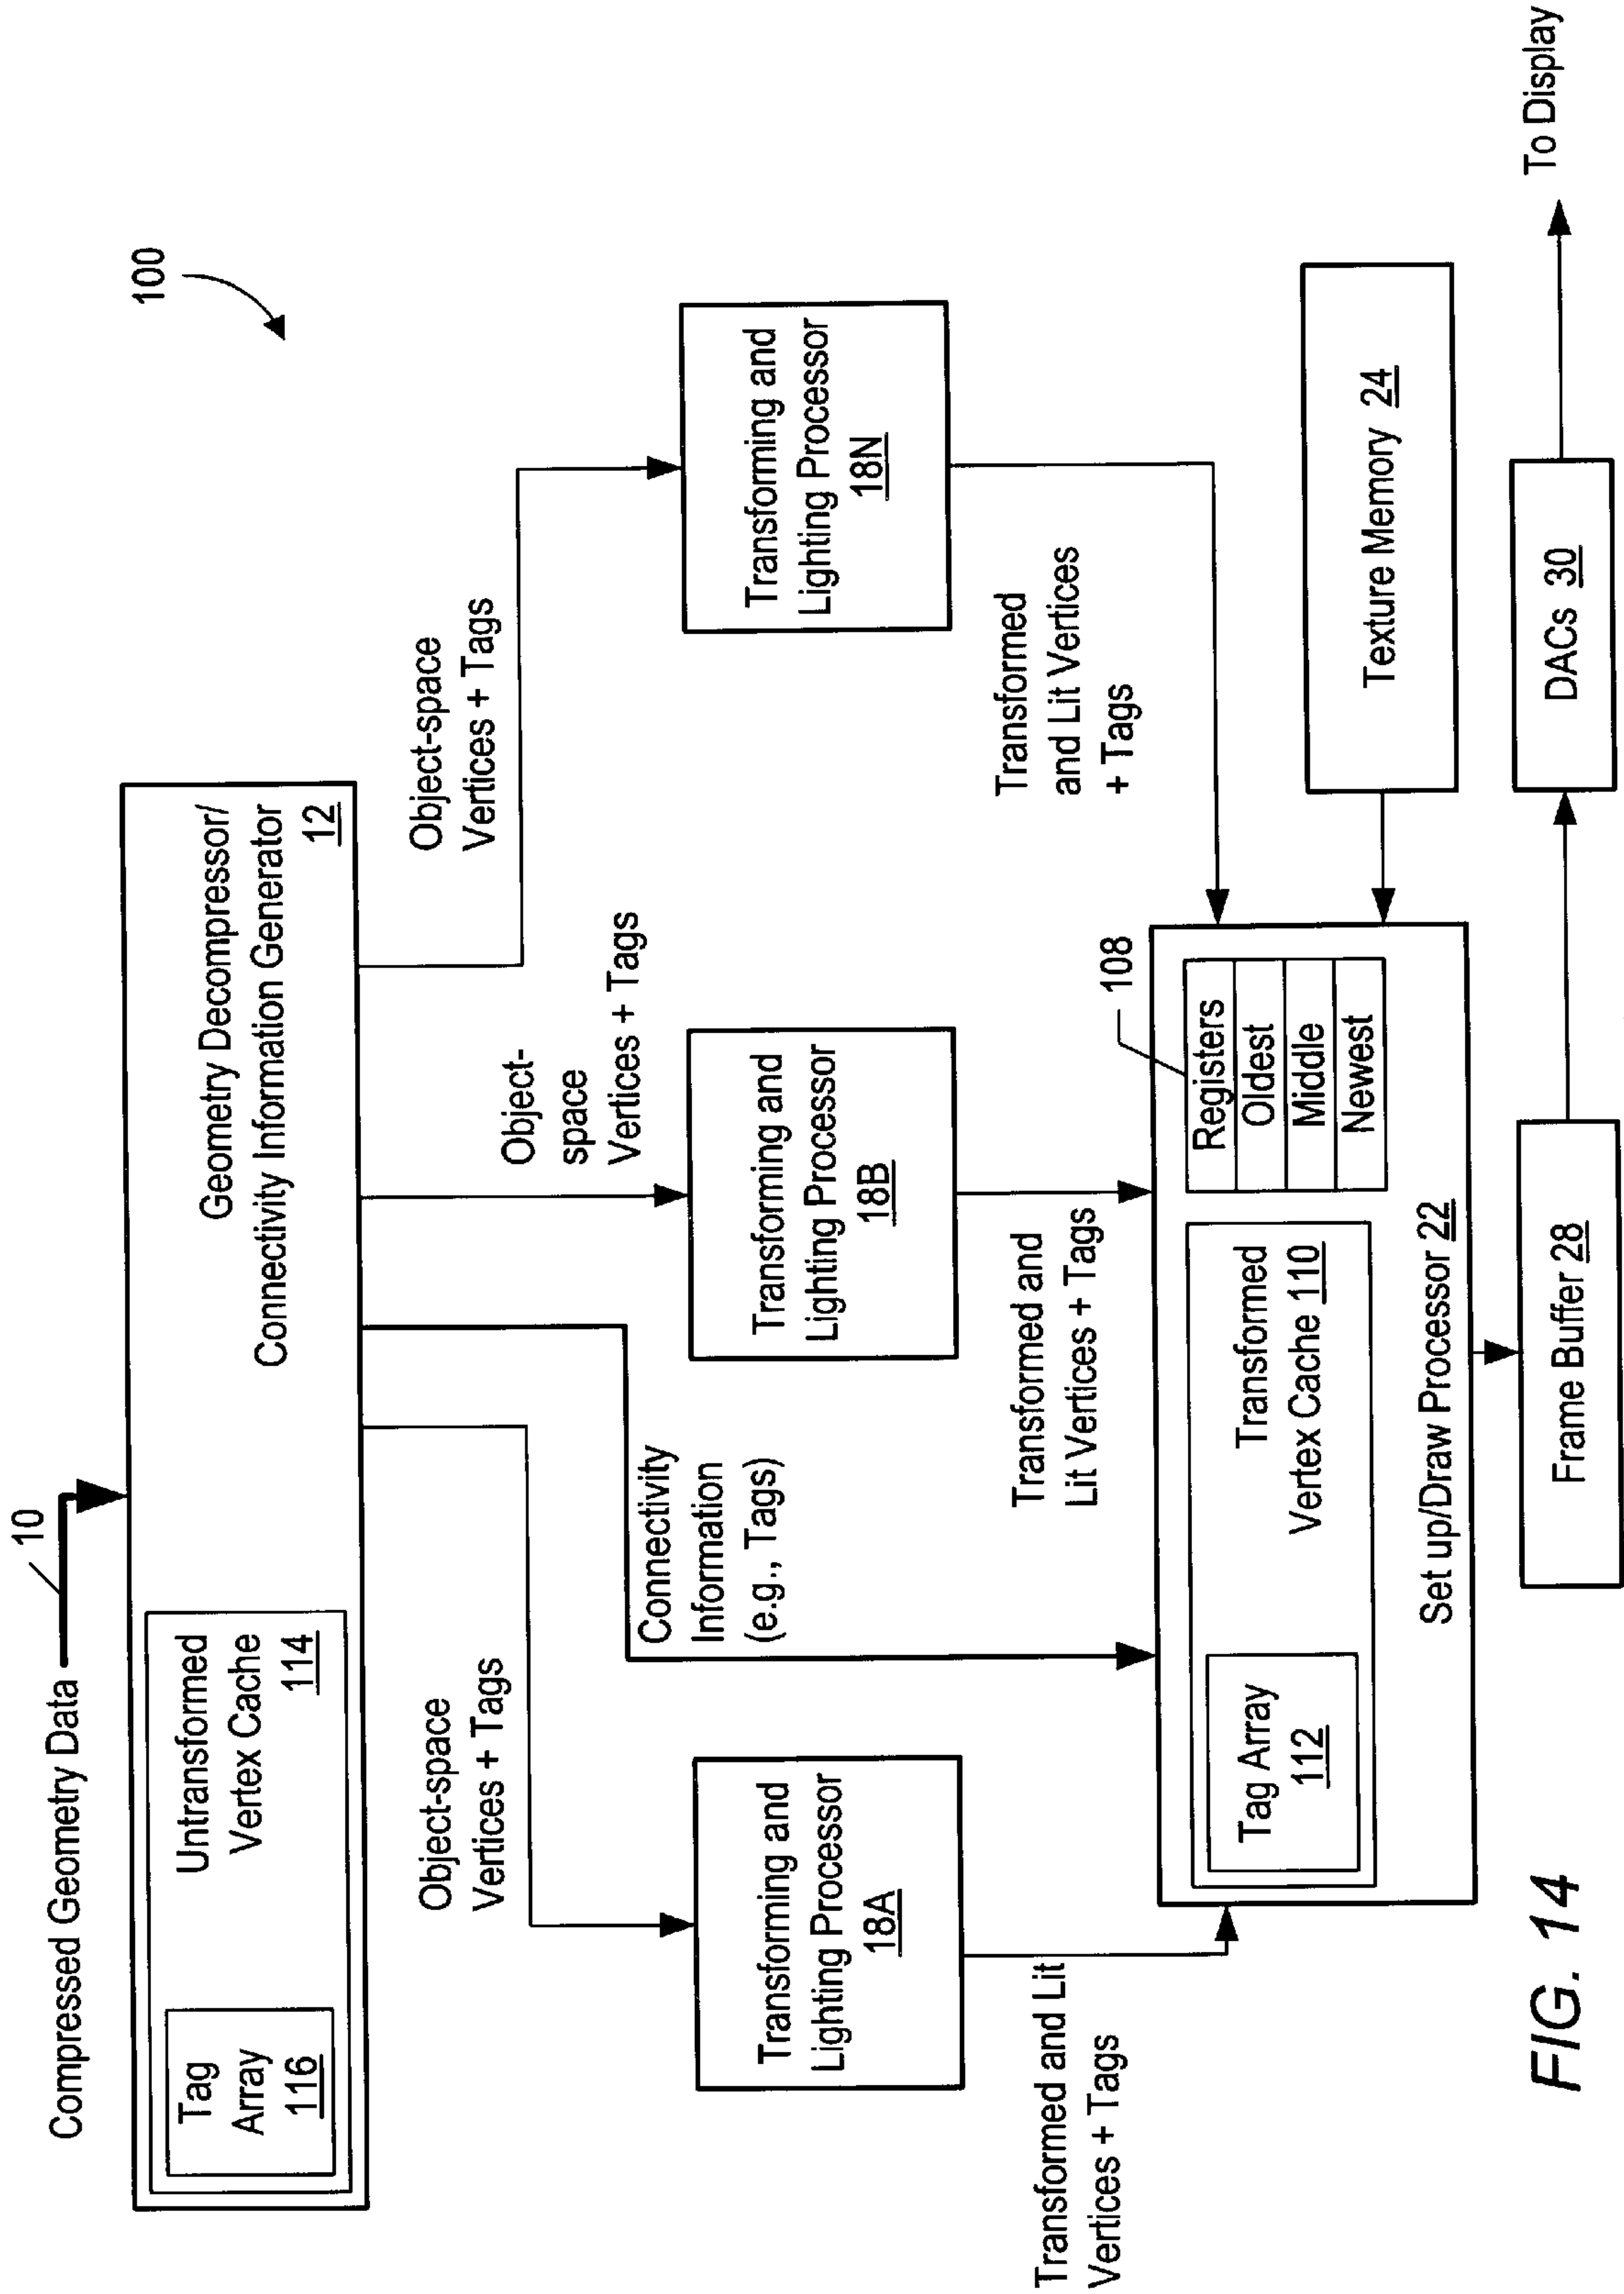 Compressed Geometry Data
10
100
Tag
Array
116
Untransformed
Vertex Cache
114
Geometry Decompressor/
Connectivity Information Generator
12
Object-space
Vertices + Tags
Connectivity
Information
(e.g., Tags)
Object-
space
Vertices + Tags
Object-space
Vertices + Tags
Transforming and
Lighting Processor
18A
Transforming and
Lighting Processor
18B
Transforming and
Lighting Processor
18N
Transformed and Lit
Vertices + Tags
Transformed and
Lit Vertices + Tags
Transformed
and Lit Vertices
+ Tags
108
Tag Array
112
Transformed
Vertex Cache 110
Registers
Oldest
Middle
Newest
Set up/Draw Processor 22
Texture Memory 24
Frame Buffer 28
DACs 30
To Display
FIG. 14